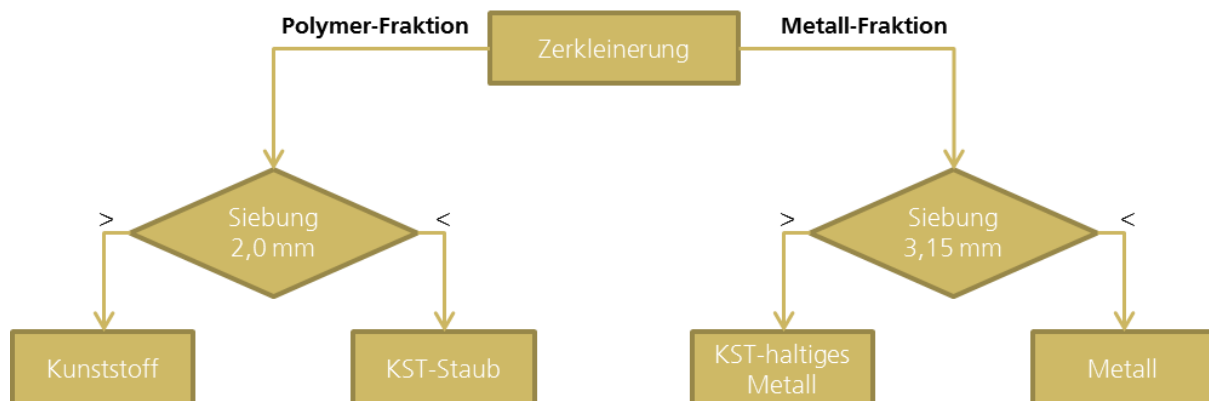 Polymer-Fraktion
Zerkleinerung
Metall-Fraktion
>
Siebung
2,0 mm
<
>
Siebung
3,15 mm
<
Kunststoff
KST-Staub
KST-haltiges
Metall
Metall